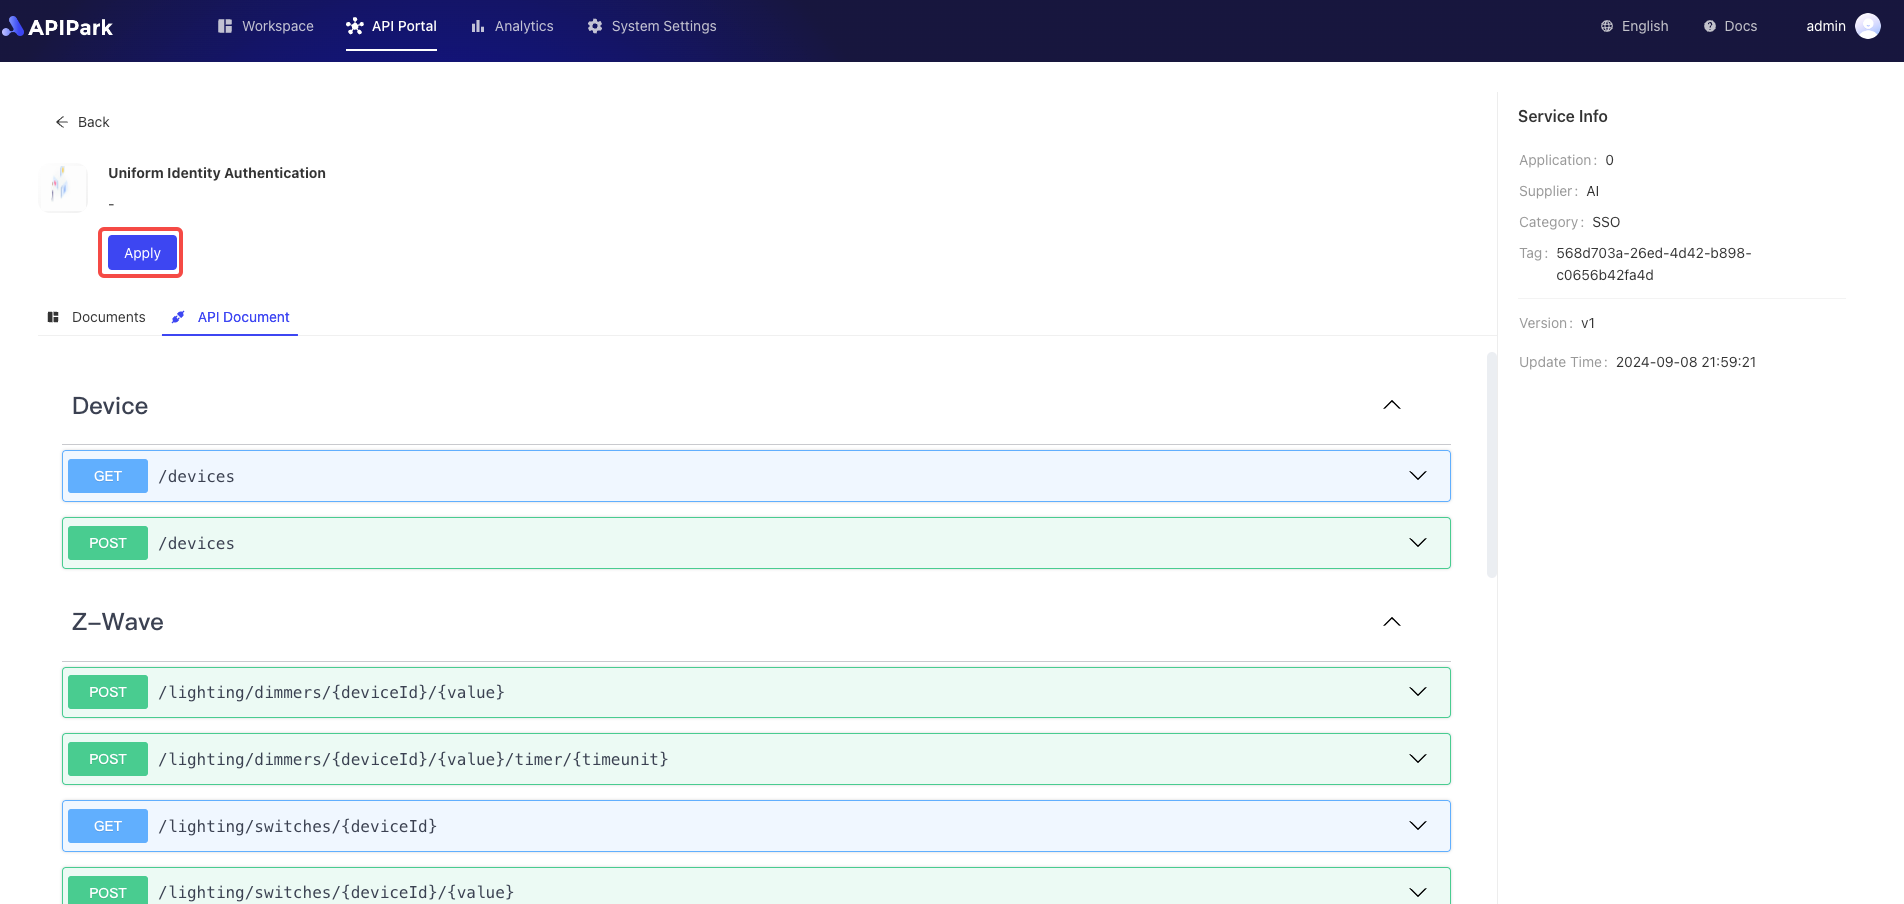 APIPark
Workspace
API Portal
Analytics
System Settings
English
Docs
admin
Back
Uniform Identity Authentication
-
Apply
Documents
API Document
Device
GET /devices
POST /devices
Z-Wave
POST /lighting/dimmers/{deviceId}/{value}
POST /lighting/dimmers/{deviceId}/{value}/timer/{timeunit}
GET /lighting/switches/{deviceId}
POST /lighting/switches/{deviceId}/{value}
Service Info
Application : 0
Supplier : AI
Category : SSO
Tag : 568d703a-26ed-4d42-b898-
c0656b42fa4d
Version : v1
Update Time : 2024-09-08 21:59:21